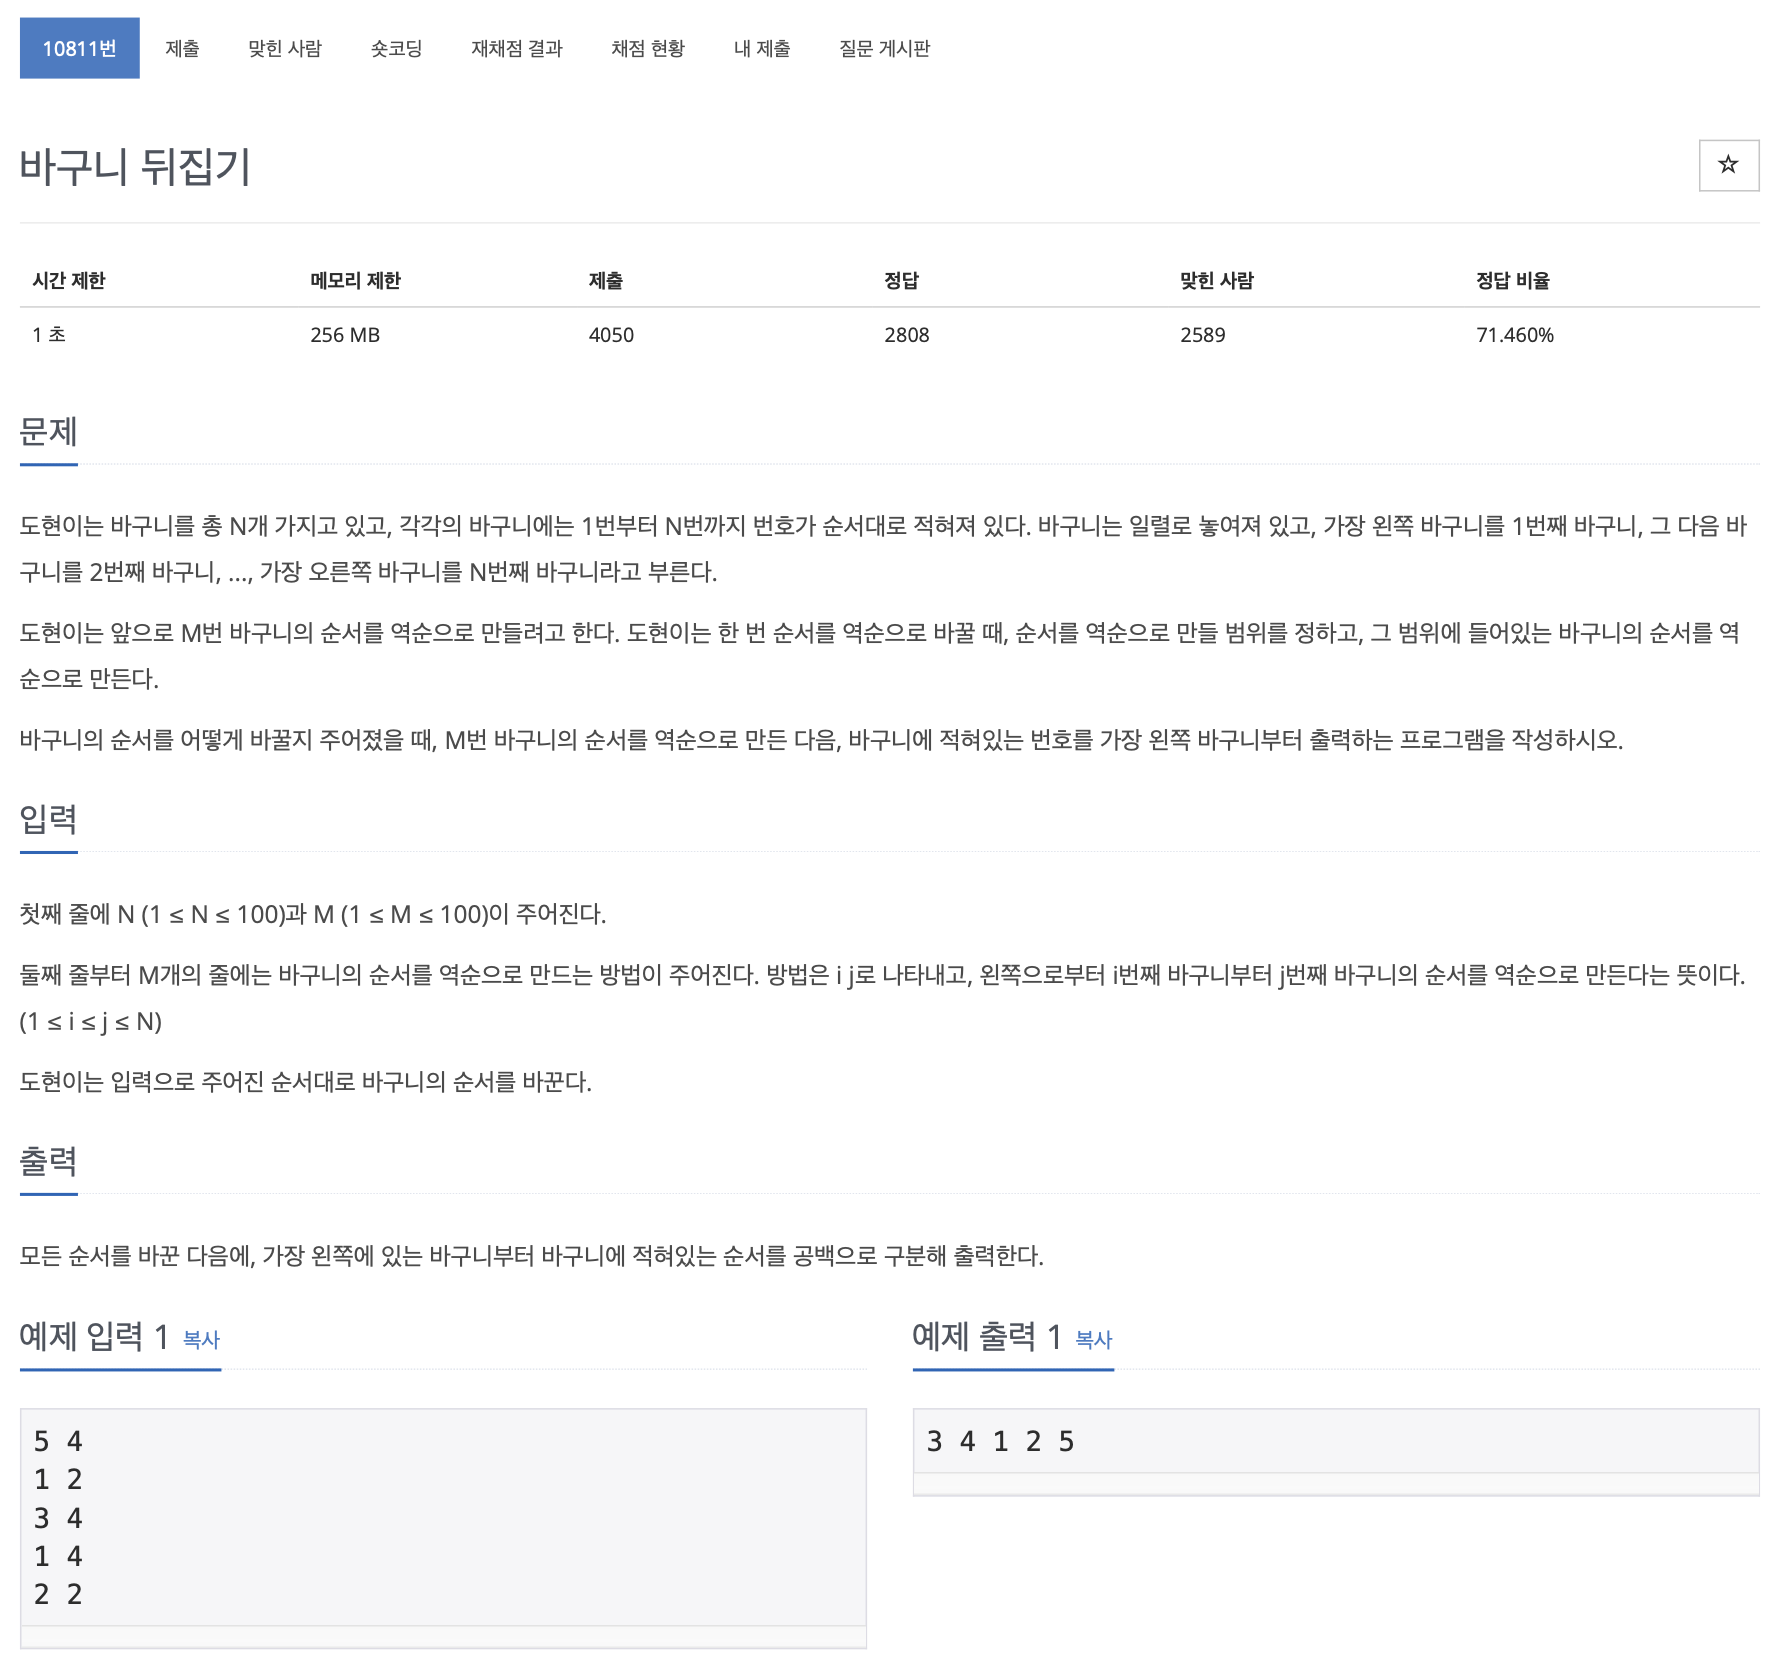 10811번 제출 맞힌 사람 숏코딩 재채점 결과 채점 현황 내 제출 질문 게시판
바구니 뒤집기
☆
시간 제한 메모리 제한 제출 정답 맞힌 사람 정답 비율
1 초 256 MB 4050 2808 2589 71.460%
문제
도현이는 바구니를 총 N개 가지고 있고, 각각의 바구니에는 1번부터 N번까지 번호가 순서대로 적혀져 있다. 바구니는 일렬로 놓여져 있고, 가장 왼쪽 바구니를 1번째 바구니, 그 다음 바
구니를 2번째 바구니, ..., 가장 오른쪽 바구니를 N번째 바구니라고 부른다.
도현이는 앞으로 M번 바구니의 순서를 역순으로 만들려고 한다. 도현이는 한 번 순서를 역순으로 바꿀 때, 순서를 역순으로 만들 범위를 정하고, 그 범위에 들어있는 바구니의 순서를 역
순으로 만든다.
바구니의 순서를 어떻게 바꿀지 주어졌을 때, M번 바구니의 순서를 역순으로 만든 다음, 바구니에 적혀있는 번호를 가장 왼쪽 바구니부터 출력하는 프로그램을 작성하시오.
입력
첫째 줄에 N (1 ≤ N ≤ 100)과 M (1 ≤ M ≤ 100)이 주어진다.
둘째 줄부터 M개의 줄에는 바구니의 순서를 역순으로 만드는 방법이 주어진다. 방법은 i j로 나타내고, 왼쪽으로부터 i번째 바구니부터 j번째 바구니의 순서를 역순으로 만든다는 뜻이다.
(1 ≤ i ≤ j ≤ N)
도현이는 입력으로 주어진 순서대로 바구니의 순서를 바꾼다.
출력
모든 순서를 바꾼 다음에, 가장 왼쪽에 있는 바구니부터 바구니에 적혀있는 순서를 공백으로 구분해 출력한다.
예제 입력 1 복사
5 4
1 2
3 4
1 4
2 2
예제 출력 1 복사
3 4 1 2 5